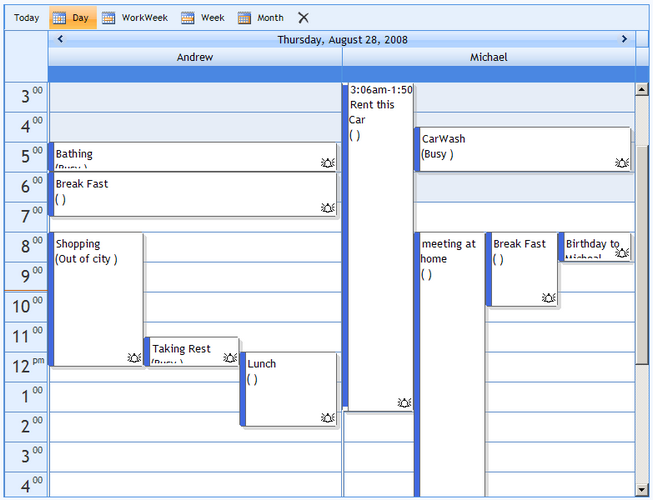 Today Day WorkWeek Week Month
Thursday, August 28, 2008
Andrew Michael
3 00
4 00
5 00
6 00
7 00
8 00
9 00
10 00
11 00
12 pm
1 00
2 00
3 00
4 00
Bathing
(Busy )
Break Fast
( )
Shopping
(Out of city )
Taking Rest
(Busy )
Lunch
( )
3:06am-1:50
Rent this
Car
( )
CarWash
(Busy )
meeting at
home
( )
Break Fast
( )
Birthday to